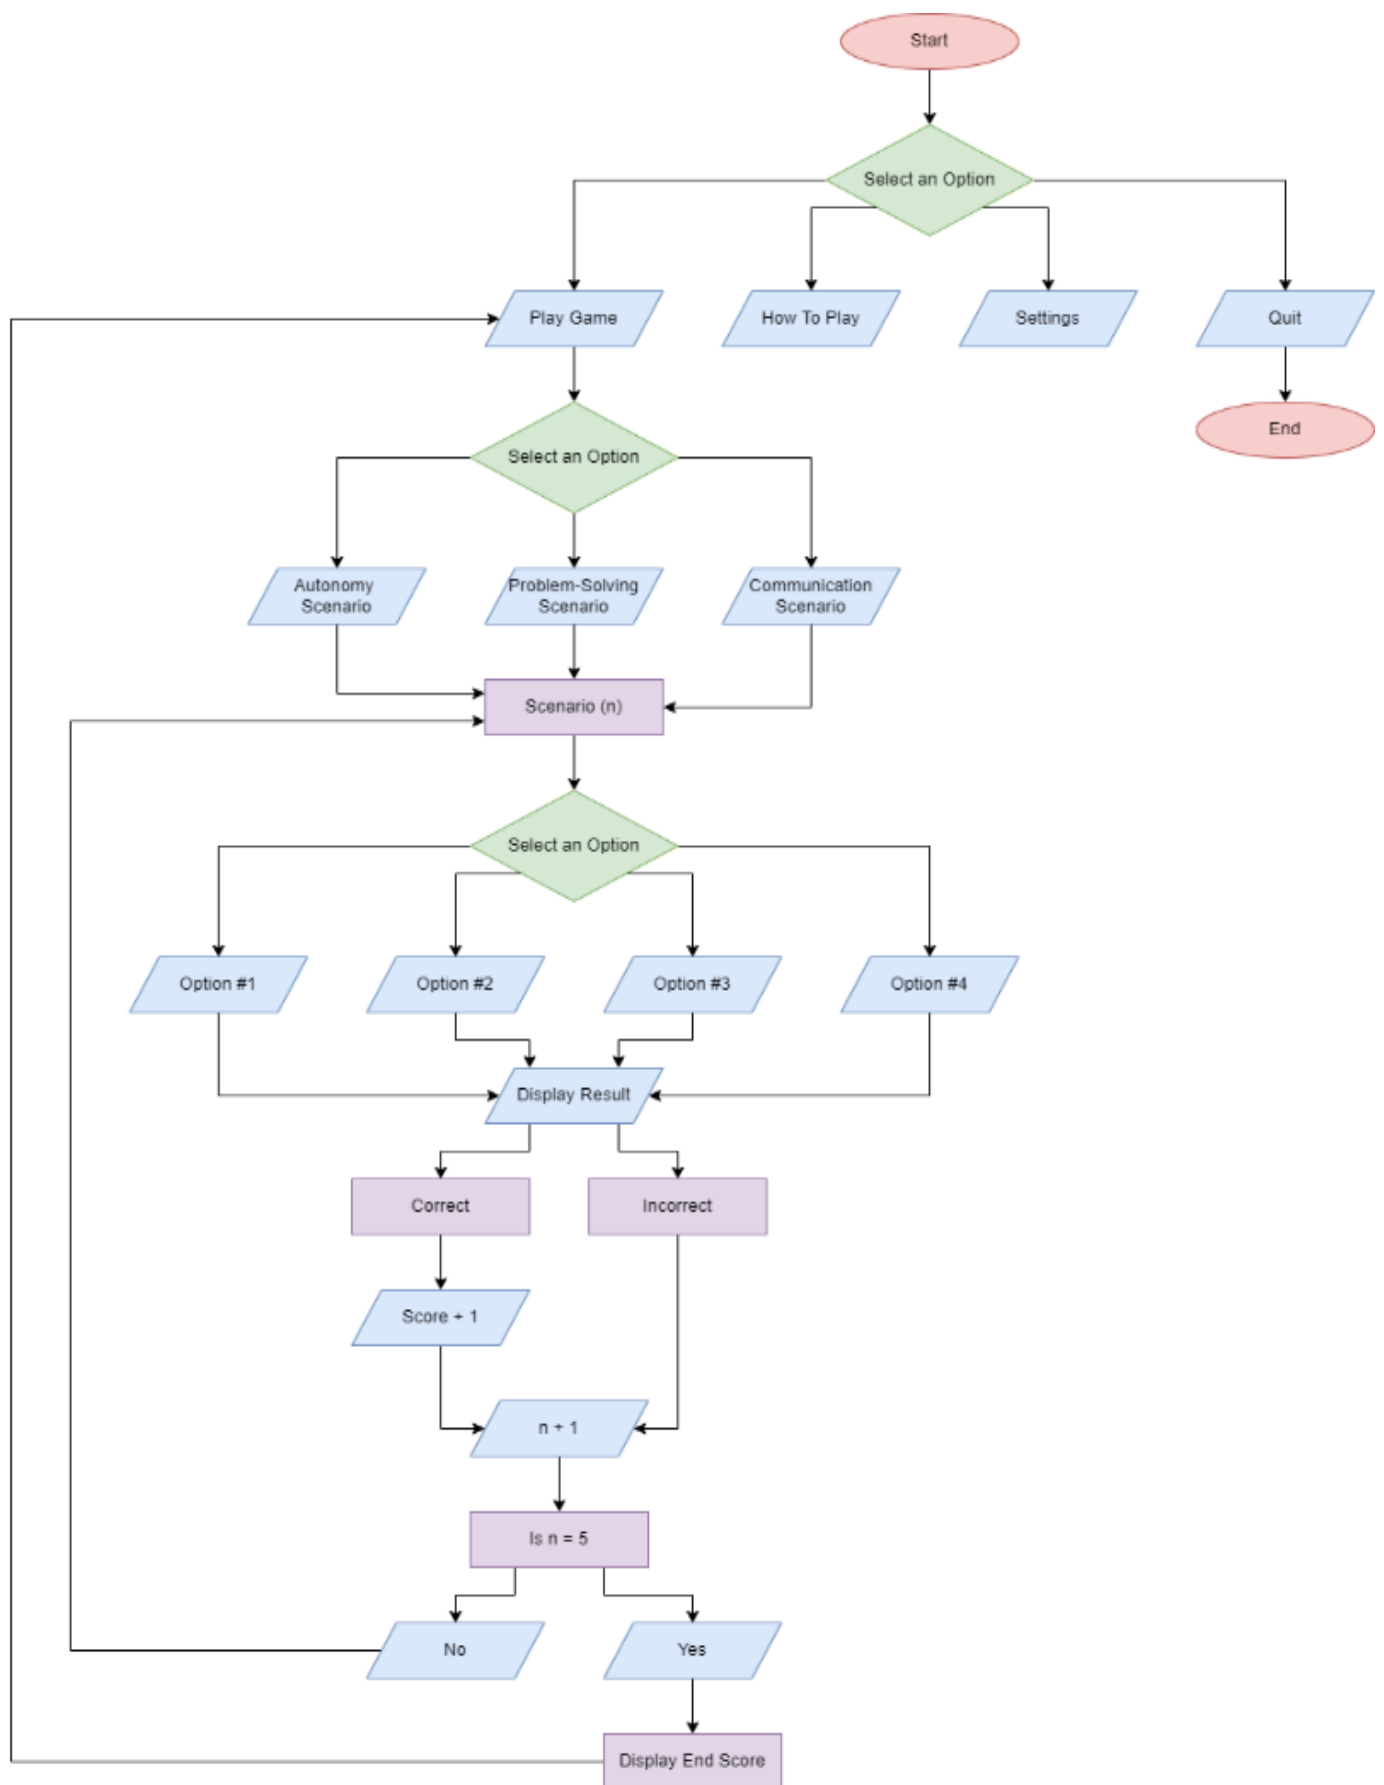 Start
Select an Option
Play Game
How To Play
Settings
Quit
End
Select an Option
Autonomy
Scenario
Problem-Solving
Scenario
Communication
Scenario
Scenario (n)
Select an Option
Option #1
Option #2
Option #3
Option #4
Display Result
Correct
Incorrect
Score + 1
n + 1
Is n = 5
No
Yes
Display End Score